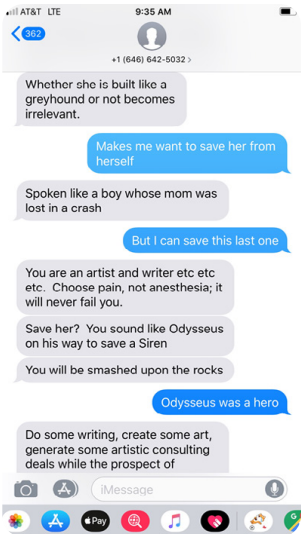 AT&T LTE 9:35 AM
362
+1 (646) 642-5032 >
Whether she is built like a
greyhound or not becomes
irrelevant.
Makes me want to save her from
herself
Spoken like a boy whose mom was
lost in a crash
But I can save this last one
You are an artist and writer etc etc
etc. Choose pain, not anesthesia; it
will never fail you.
Save her? You sound like Odysseus
on his way to save a Siren
You will be smashed upon the rocks
Odysseus was a hero
Do some writing, create some art,
generate some artistic consulting
deals while the prospect of
iMessage
Pay
G